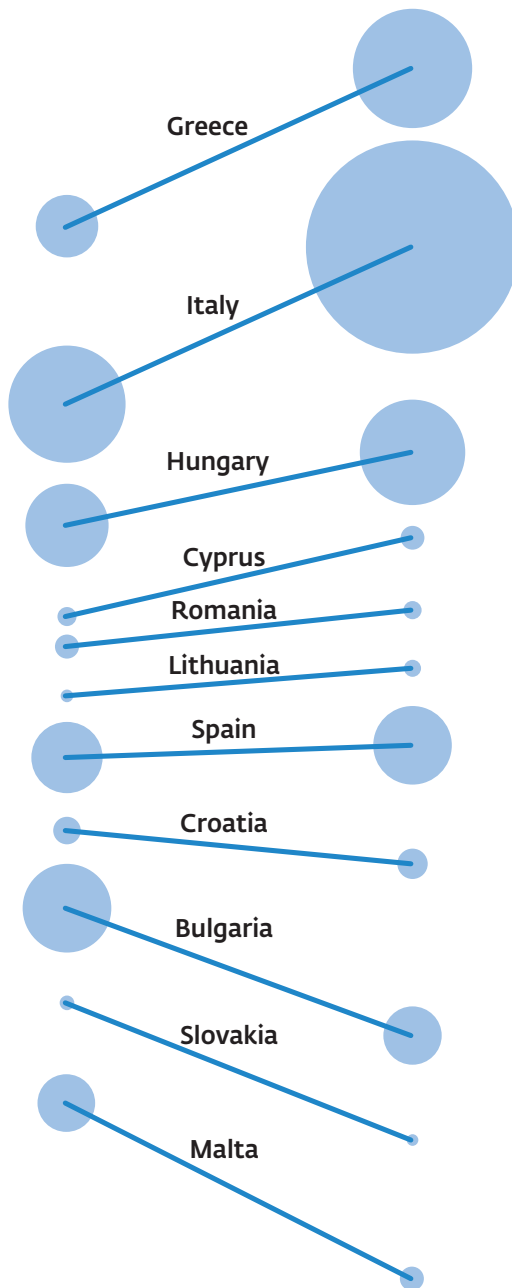 Greece
Italy
Hungary
Cyprus
Romania
Lithuania
Spain
Croatia
Bulgaria
Slovakia
Malta